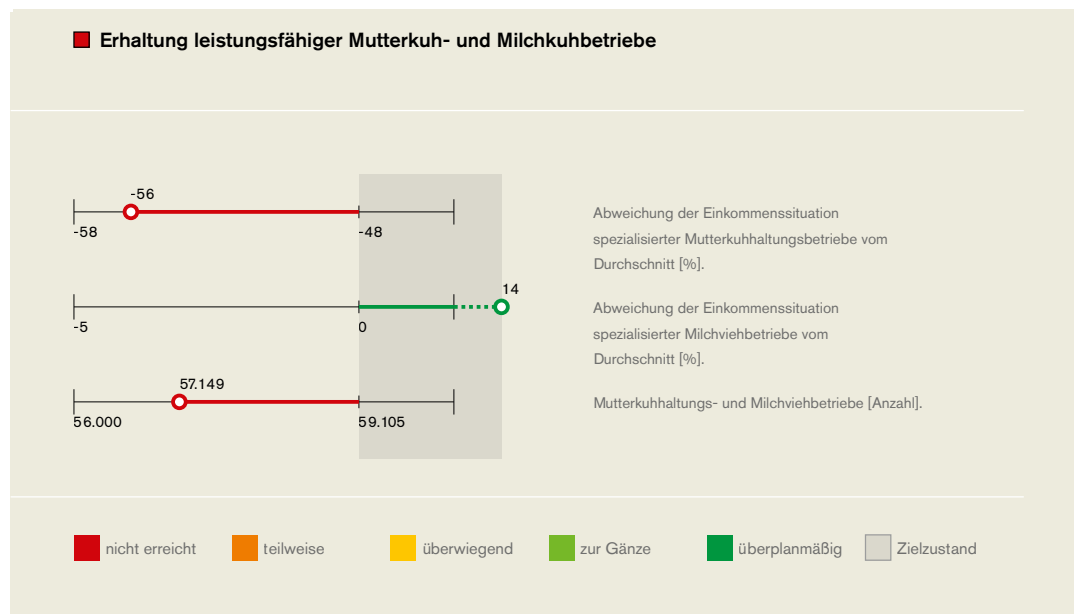 Erhaltung leistungsfähiger Mutterkuh- und Milchkuhbetriebe
-56
-58
-48
Abweichung der Einkommenssituation
spezialisierter Mutterkuhhaltungsbetriebe vom
Durchschnitt [%].
14
-5
0
Abweichung der Einkommenssituation
spezialisierter Milchviehbetriebe vom
Durchschnitt [%].
57.149
56.000
59.105
Mutterkuhhaltungs- und Milchviehbetriebe [Anzahl].
nicht erreicht
teilweise
überwiegend
zur Gänze
überplanmäßig
Zielzustand